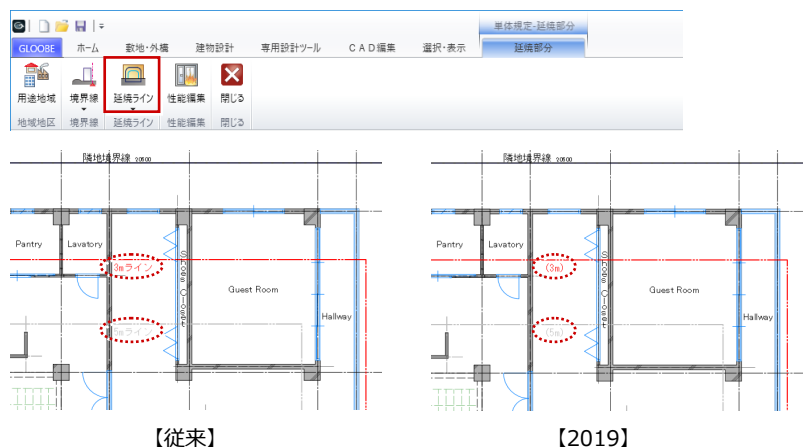 単体規定-延焼部分
GLOOBE ホーム 敷地・外構 建物設計 専用設計ツール CAD編集 選択・表示 延焼部分
用途地域 境界線 延焼ライン 性能編集 閉じる
地域地区 境界線 延焼ライン 性能編集 閉じる
隣地境界線 20500
Pantry
Lavatory
3mライン
Shoes Closet
Guest Room
Hallway
5mライン
【従来】
隣地境界線 20500
Pantry
Lavatory
(3m)
Shoes Closet
Guest Room
Hallway
(5m)
【2019】